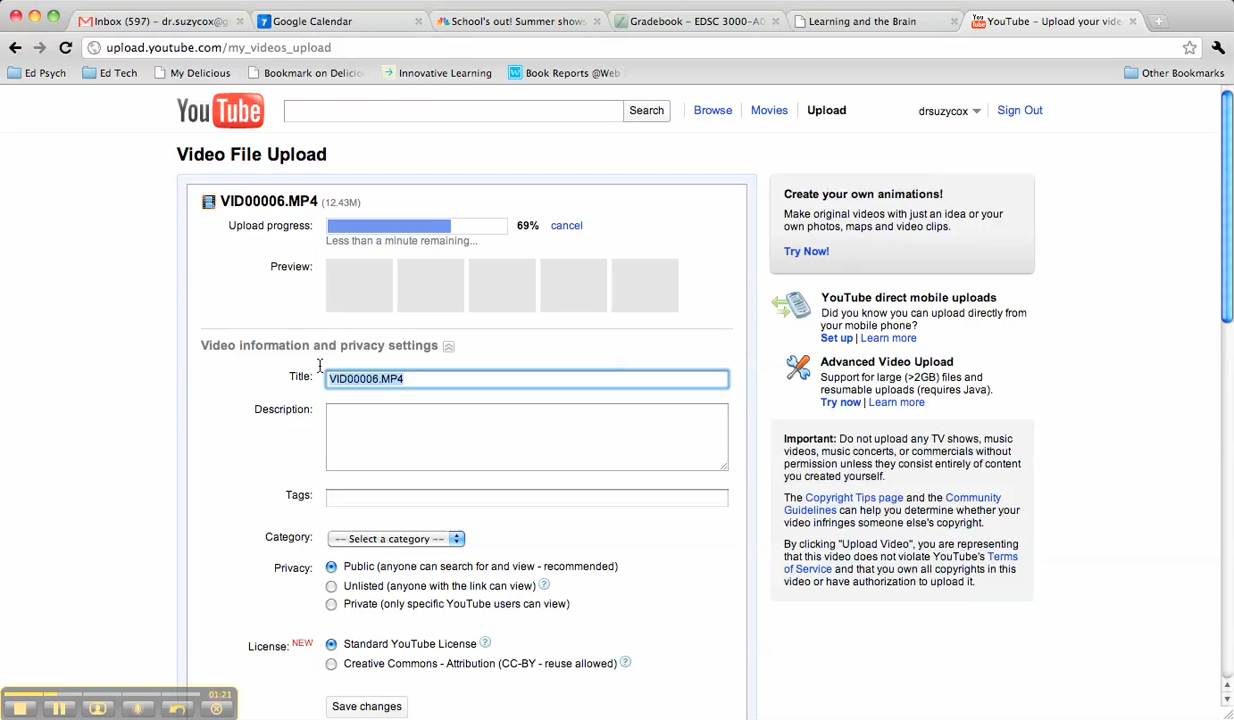 Inbox (597) - dr.suzycox@g
Google Calendar
School's out! Summer shows
Gradebook - EDSC 3000-A0
Learning and the Brain
YouTube - Upload your vide
upload.youtube.com/my_videos_upload
Ed Psych
Ed Tech
My Delicious
Bookmark on Delicio
Innovative Learning
Book Reports @Web
Other Bookmarks
YouTube
Search
Browse
Movies
Upload
drsuzycox
Sign Out
Video File Upload
VID00006.MP4 (12.43M)
Upload progress: 69% cancel
Less than a minute remaining...
Preview:
Video information and privacy settings
Title: VID00006.MP4
Description:
Tags:
Category: -- Select a category --
Privacy: Public (anyone can search for and view - recommended)
Unlisted (anyone with the link can view) ?
Private (only specific YouTube users can view)
License: NEW Standard YouTube License ?
Creative Commons - Attribution (CC-BY - reuse allowed) ?
Save changes
Create your own animations!
Make original videos with just an idea or your
own photos, maps and video clips.
Try Now!
YouTube direct mobile uploads
Did you know you can upload directly from
your mobile phone?
Set up | Learn more
Advanced Video Upload
Support for large (>2GB) files and
resumable uploads (requires Java).
Try now | Learn more
Important: Do not upload any TV shows, music
videos, music concerts, or commercials without
permission unless they consist entirely of content
you created yourself.
The Copyright Tips page and the Community
Guidelines can help you determine whether your
video infringes someone else's copyright.
By clicking "Upload Video", you are representing
that this video does not violate YouTube's Terms
of Service and that you own all copyrights in this
video or have authorization to upload it.
01:21